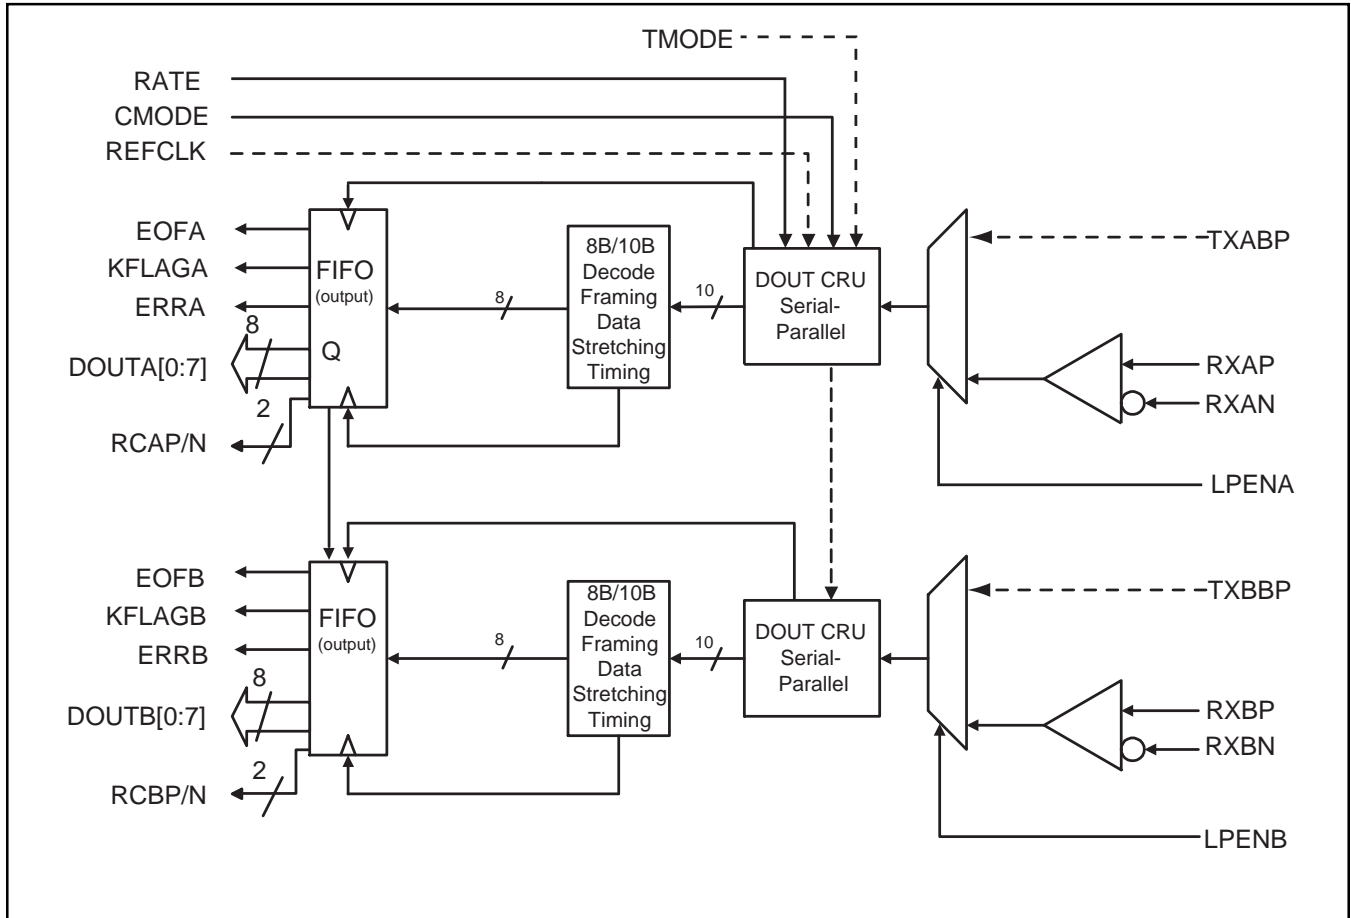 TMODE
RATE
CMODE
REFCLK
EOFA
KFLAGA
ERRA
8
DOUTA[0:7]
2
RCAP/N
FIFO
(output)
Q
8
8B/10B
Decode
Framing
Data
Stretching
Timing
10
DOUT CRU
Serial-
Parallel
TXABP
RXAP
RXAN
LPENA
EOFB
KFLAGB
ERRB
8
DOUTB[0:7]
2
RCBP/N
FIFO
(output)
8
8B/10B
Decode
Framing
Data
Stretching
Timing
10
DOUT CRU
Serial-
Parallel
TXBBP
RXBP
RXBN
LPENB